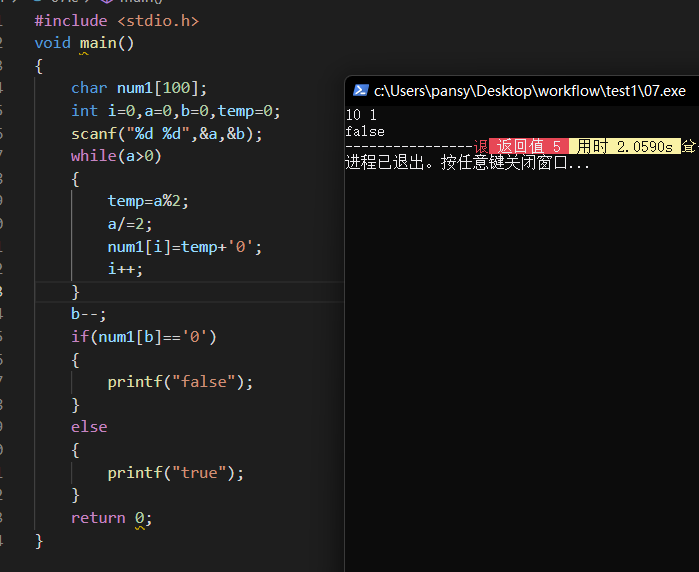 #include <stdio.h>
void main()
{
char num1[100];
int i=0,a=0,b=0,temp=0;
scanf("%d %d",&a,&b);
while(a>0)
{
temp=a%2;
a/=2;
num1[i]=temp+'0';
i++;
}
b--;
if(num1[b]=='0')
{
printf("false");
}
else
{
printf("true");
}
return 0;
}
c:\Users\pansy\Desktop\workflow\test1\07.exe
10 1
false
返回值 5 用时 2.0590s
进程已退出。按任意键关闭窗口...